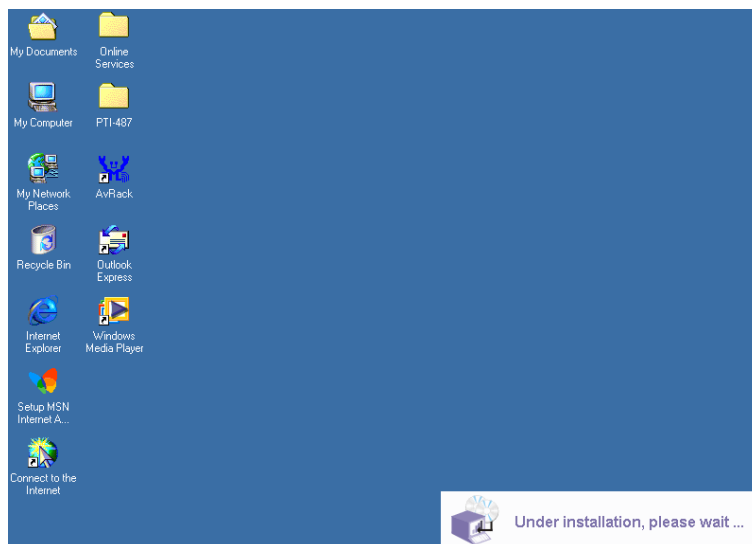 My Documents
Online
Services
My Computer
PTI-487
My Network
Places
AvRack
Recycle Bin
Outlook
Express
Internet
Explorer
Windows
Media Player
Setup MSN
Internet A...
Connect to the
Internet
Under installation, please wait ...